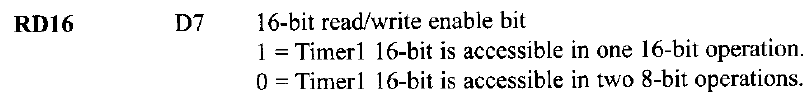 RD16 D7 16-bit read/write enable bit
1 = Timer1 16-bit is accessible in one 16-bit operation.
0 = Timer1 16-bit is accessible in two 8-bit operations.